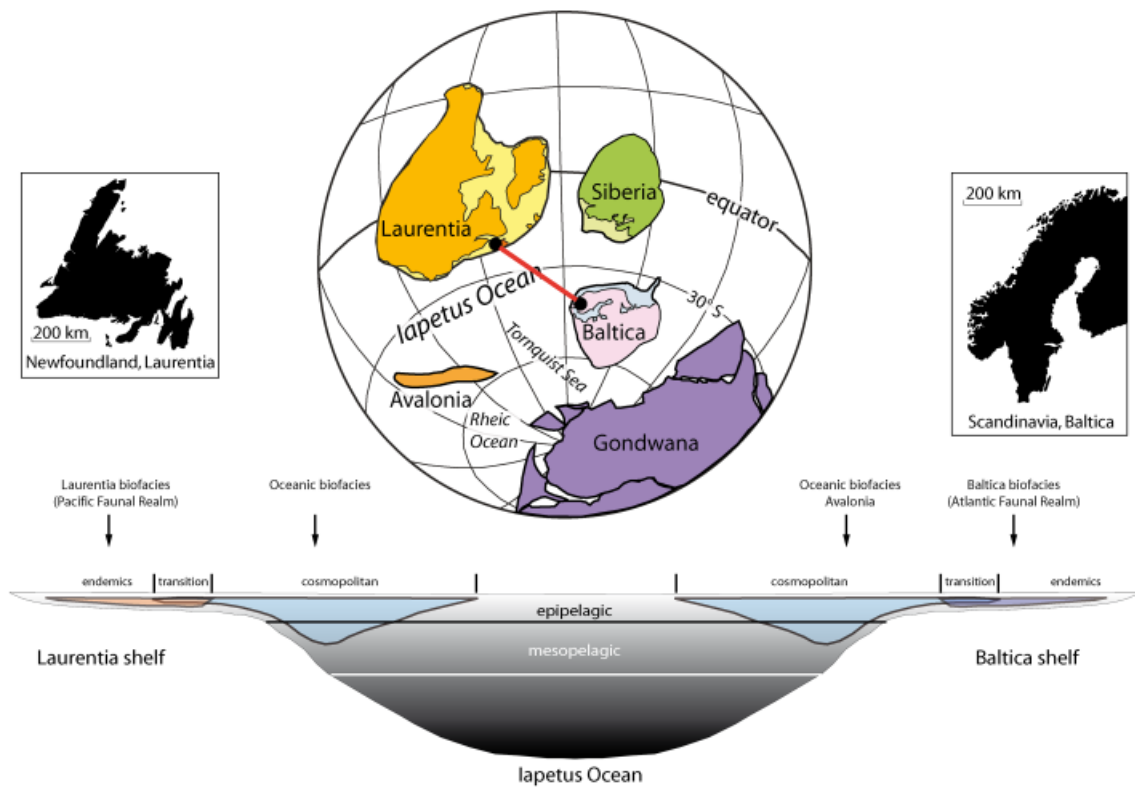 Laurentia
Siberia
equator
Iapetus Ocean
30° S
Baltica
Tornquist Sea
Avalonia
Rheic
Ocean
Gondwana
200 km
Newfoundland, Laurentia
200 km
Scandinavia, Baltica
Laurentia biofacies
(Pacific Faunal Realm)
Oceanic biofacies
Oceanic biofacies
Avalonia
Baltica biofacies
(Atlantic Faunal Realm)
endemics
transition
cosmopolitan
cosmopolitan
transition
endemics
epipelagic
mesopelagic
Laurentia shelf
Baltica shelf
Iapetus Ocean